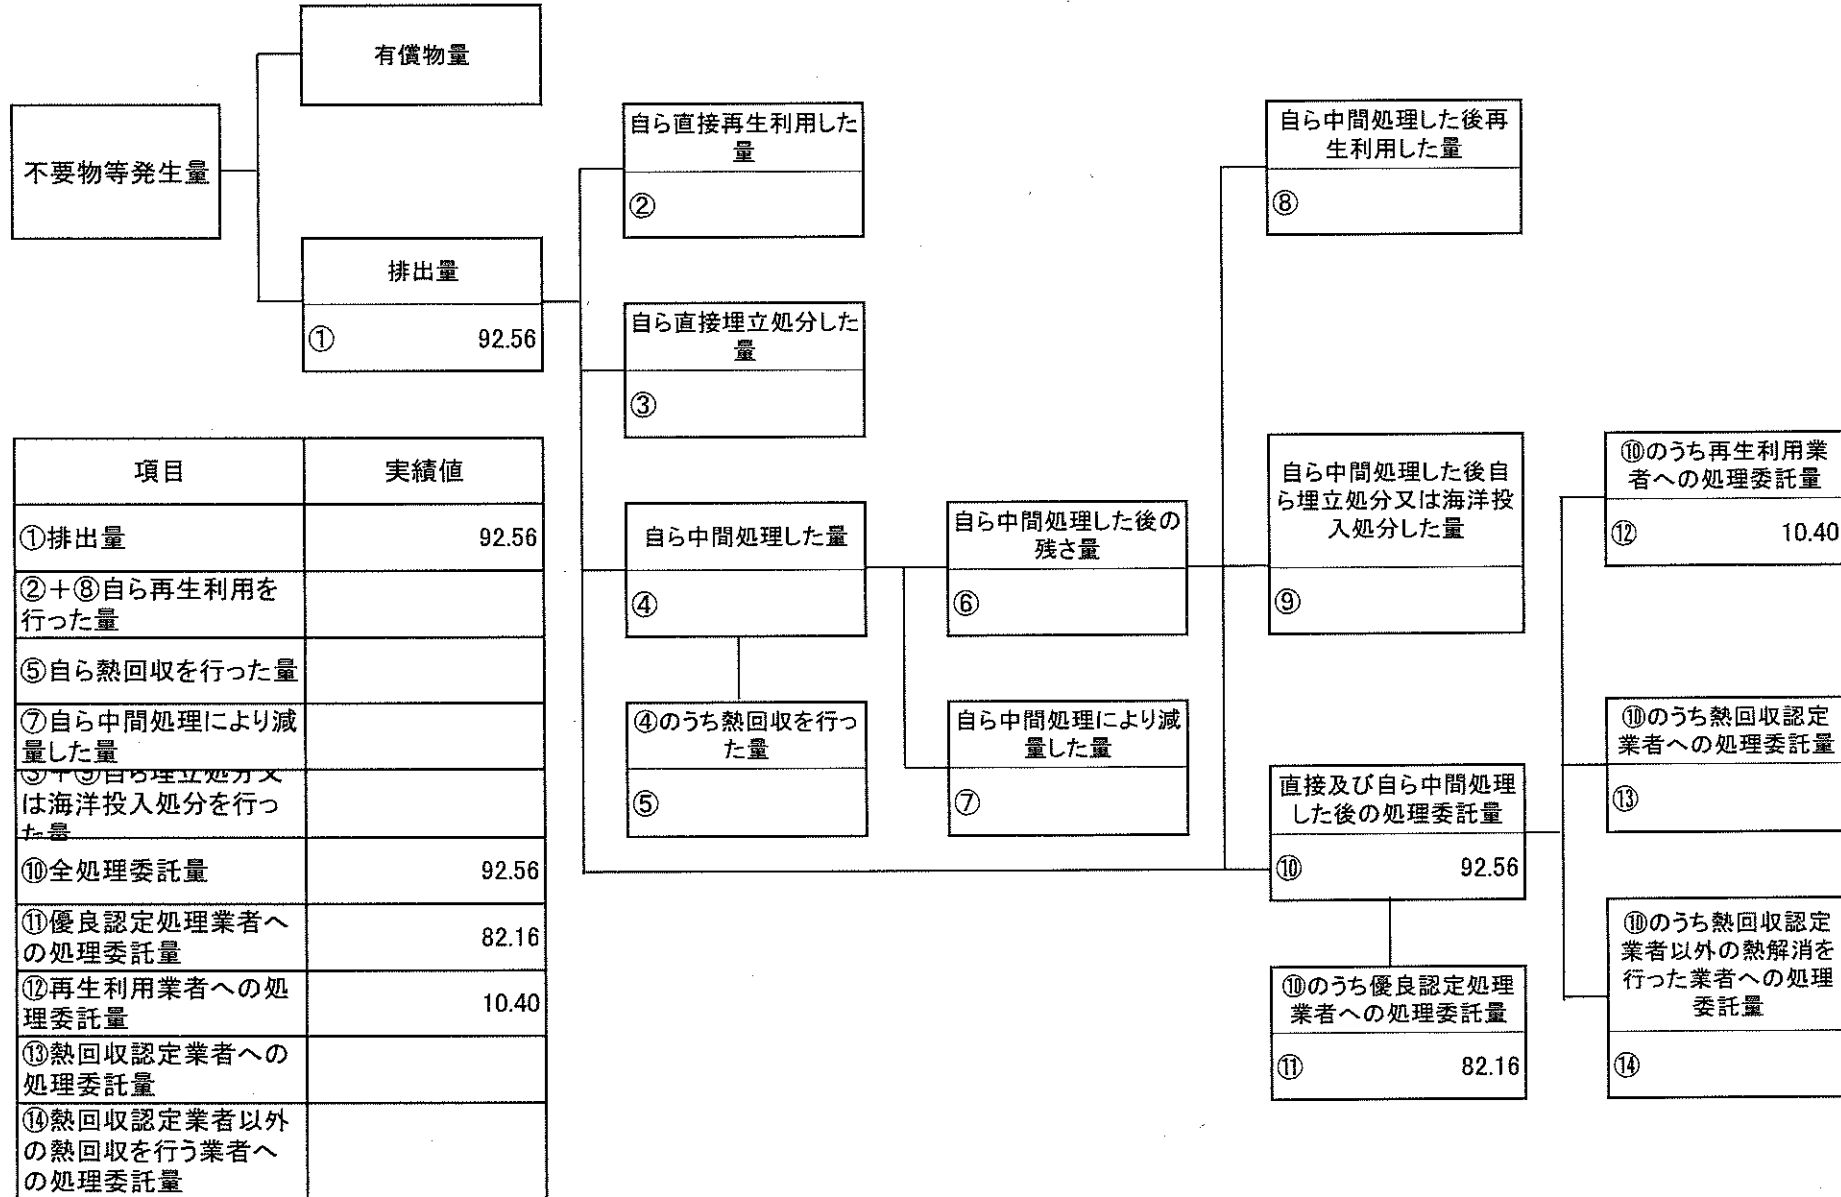 有償物量
不要物等発生量
排出量
① 92.56
自ら直接再生利用した
量
②
自ら直接埋立処分した
量
③
自ら中間処理した量
④
④のうち熱回収を行っ
た量
⑤
自ら中間処理した後の
残さ量
⑥
自ら中間処理により減
量した量
⑦
自ら中間処理した後再
生利用した量
⑧
自ら中間処理した後自
ら埋立処分又は海洋投
入処分した量
⑨
直接及び自ら中間処理
した後の処理委託量
⑩ 92.56
⑩のうち優良認定処理
業者への処理委託量
⑪ 82.16
⑩のうち再生利用業
者への処理委託量
⑫ 10.40
⑩のうち熱回収認定
業者への処理委託量
⑬
⑩のうち熱回収認定
業者以外の熱解消を
行った業者への処理
委託量
⑭
項目 実績値
①排出量 92.56
②＋⑧自ら再生利用を
行った量
⑤自ら熱回収を行った量
⑦自ら中間処理により減
量した量
③＋⑨自ら埋立処分又
は海洋投入処分を行っ
た量
⑩全処理委託量 92.56
⑪優良認定処理業者へ
の処理委託量 82.16
⑫再生利用業者への処
理委託量 10.40
⑬熱回収認定業者への
処理委託量
⑭熱回収認定業者以外
の熱回収を行う業者へ
の処理委託量